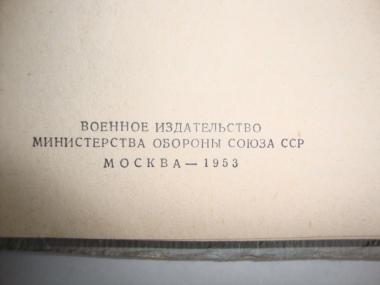 ВОЕННОЕ ИЗДАТЕЛЬСТВО
МИНИСТЕРСТВА ОБОРОНЫ СОЮЗА ССР
МОСКВА — 1953